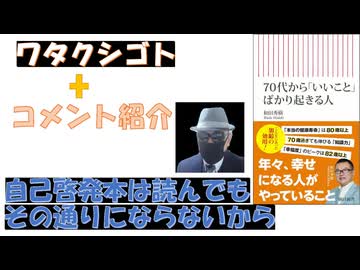 ワタクシゴト
+
コメント紹介
自己啓発本は読んでも
その通りにならないから
70代から「いいこと」
ばかり起きる人
和田秀樹
「本当の健康寿命」は80歳以上
70歳過ぎても伸びる「知識力」
「幸福度」のピークは82歳以上
年々、幸せ
になる人が
やっていること
朝日新書